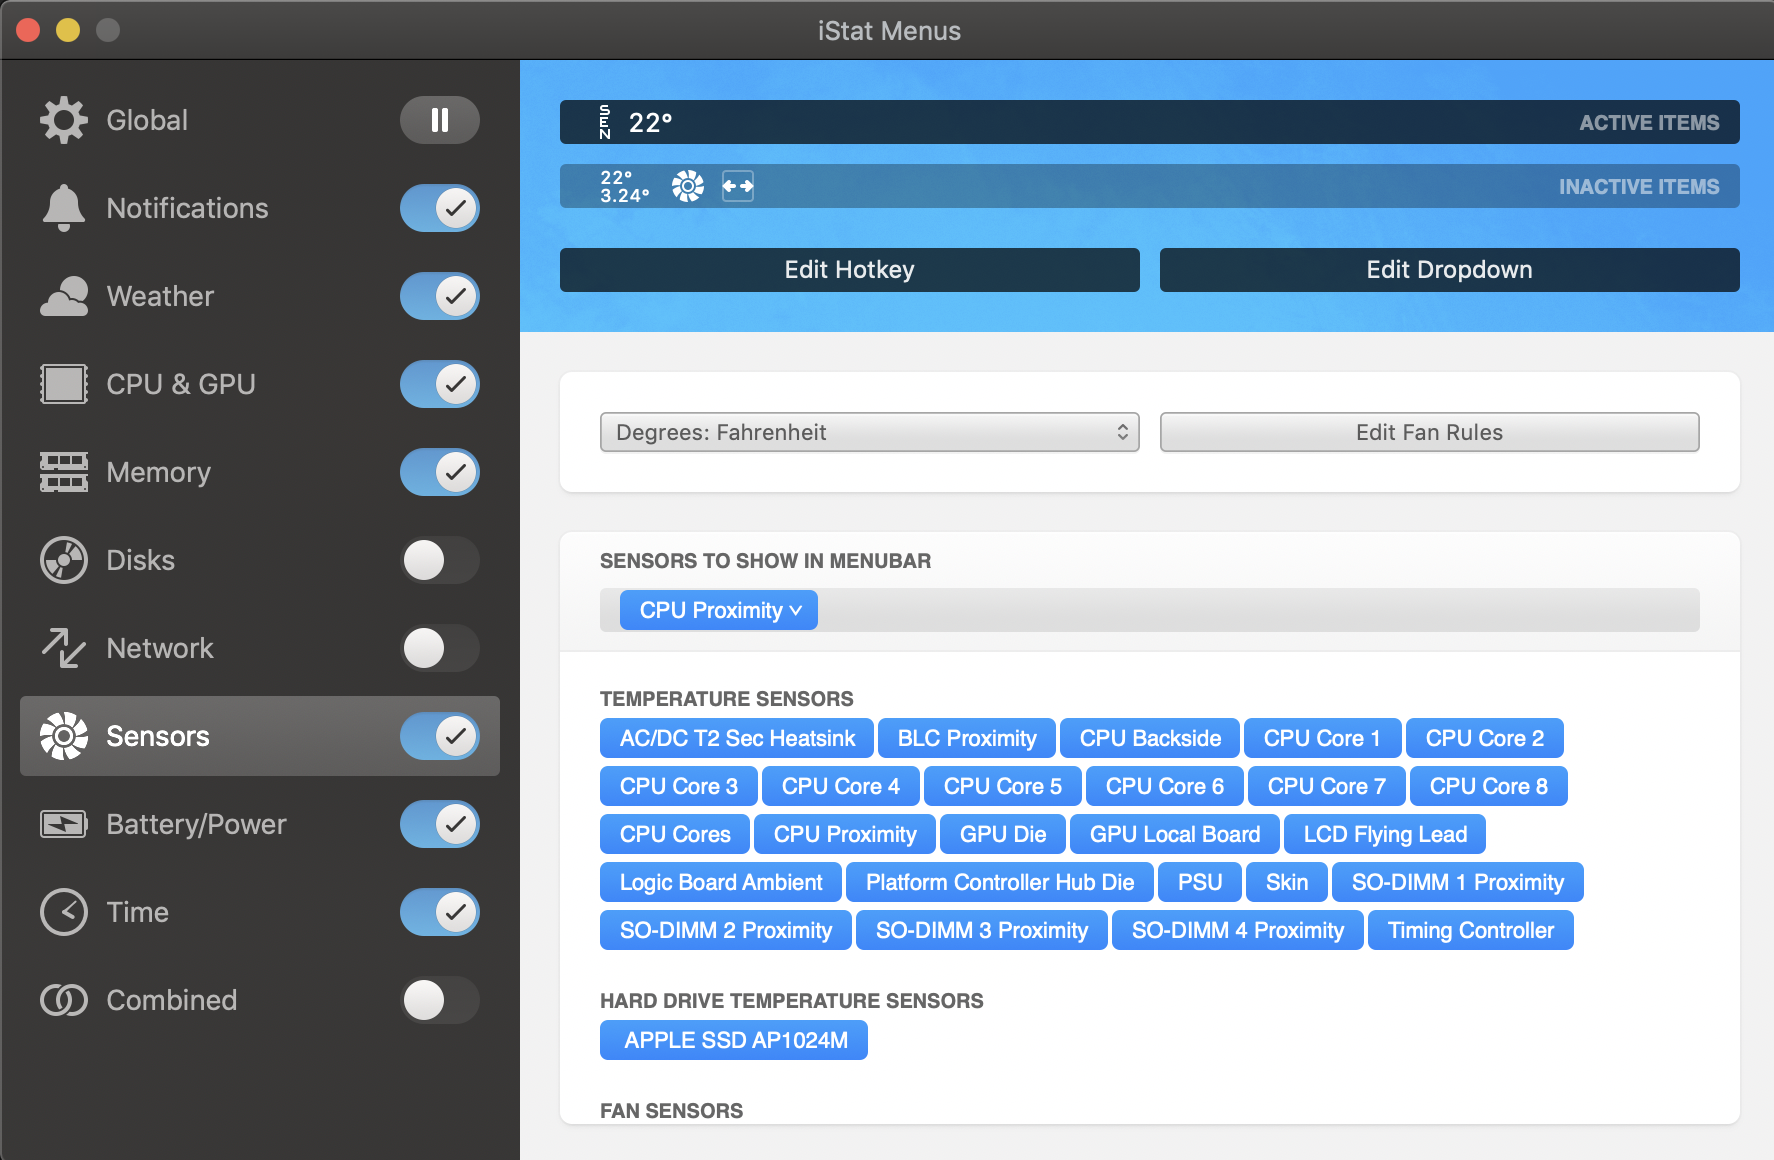 iStat Menus
Global
Notifications
Weather
CPU & GPU
Memory
Disks
Network
Sensors
Battery/Power
Time
Combined
SEN 22° ACTIVE ITEMS
22°
3.24°
INACTIVE ITEMS
Edit Hotkey Edit Dropdown
Degrees: Fahrenheit Edit Fan Rules
SENSORS TO SHOW IN MENUBAR
CPU Proximity
TEMPERATURE SENSORS
AC/DC T2 Sec Heatsink BLC Proximity CPU Backside CPU Core 1 CPU Core 2
CPU Core 3 CPU Core 4 CPU Core 5 CPU Core 6 CPU Core 7 CPU Core 8
CPU Cores CPU Proximity GPU Die GPU Local Board LCD Flying Lead
Logic Board Ambient Platform Controller Hub Die PSU Skin SO-DIMM 1 Proximity
SO-DIMM 2 Proximity SO-DIMM 3 Proximity SO-DIMM 4 Proximity Timing Controller
HARD DRIVE TEMPERATURE SENSORS
APPLE SSD AP1024M
FAN SENSORS